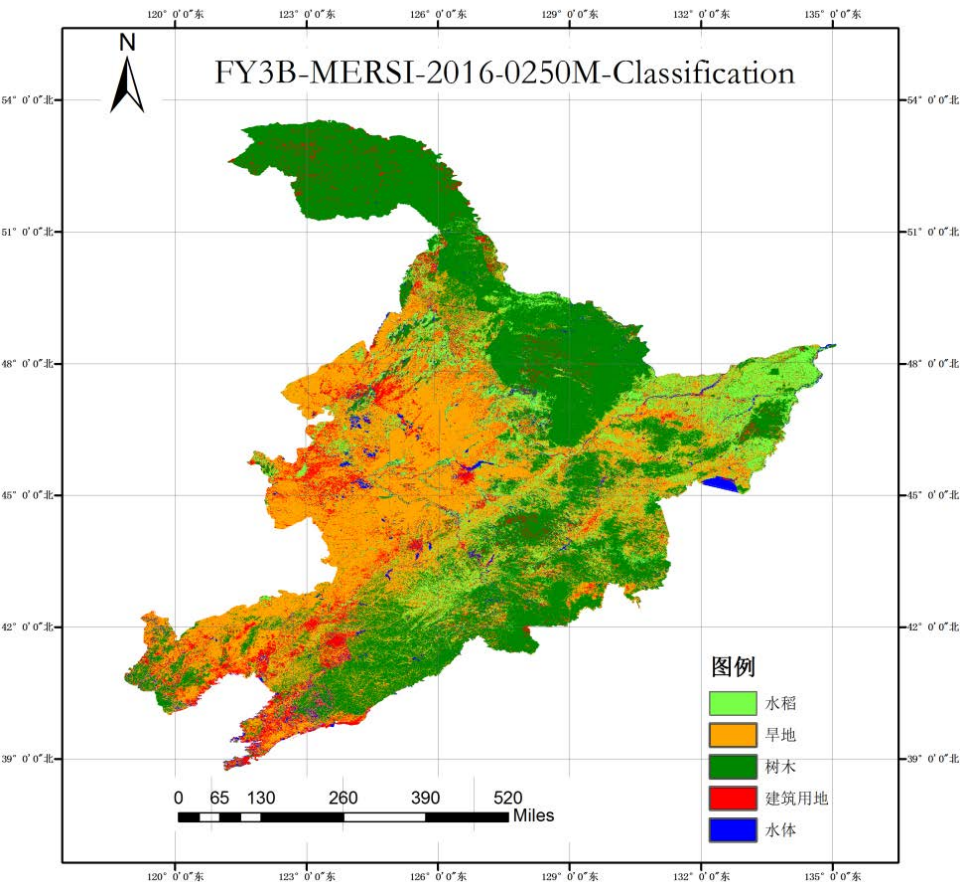 120° 0′0″东 123° 0′0″东 126° 0′0″东 129° 0′0″东 132° 0′0″东 135° 0′0″东
N
FY3B-MERSI-2016-0250M-Classification
54° 0′0″北 54° 0′0″北
51° 0′0″北 51° 0′0″北
48° 0′0″北 48° 0′0″北
45° 0′0″北 45° 0′0″北
42° 0′0″北 42° 0′0″北
图例
水稻
旱地
39° 0′0″北 39° 0′0″北
树木
0 65 130 260 390 520
建筑用地
Miles
水体
120° 0′0″东 123° 0′0″东 126° 0′0″东 129° 0′0″东 132° 0′0″东 135° 0′0″东